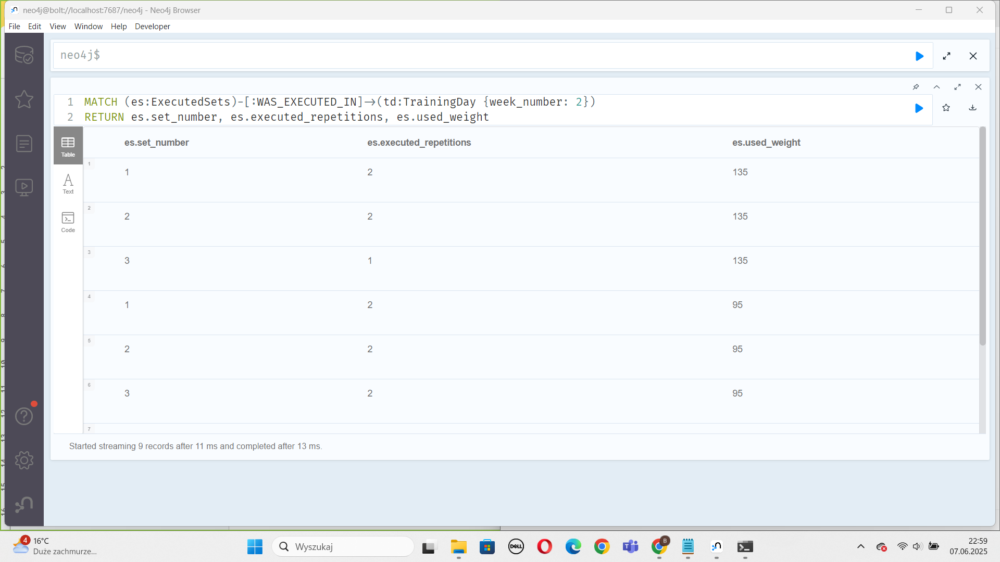 neo4j@bolt://localhost:7687/neo4j - Neo4j Browser
File Edit View Window Help Developer
neo4j$
1 MATCH (es:ExecutedSets)-[:WAS_EXECUTED_IN]->(td:TrainingDay {week_number: 2})
2 RETURN es.set_number, es.executed_repetitions, es.used_weight
Table
Text
Code
es.set_number es.executed_repetitions es.used_weight
1 1 2 135
2 2 2 135
3 3 1 135
4 1 2 95
5 2 2 95
6 3 2 95
7
Started streaming 9 records after 11 ms and completed after 13 ms.
4
16°C
Duże zachmurze...
Wyszukaj
DELL
B
22:59
07.06.2025